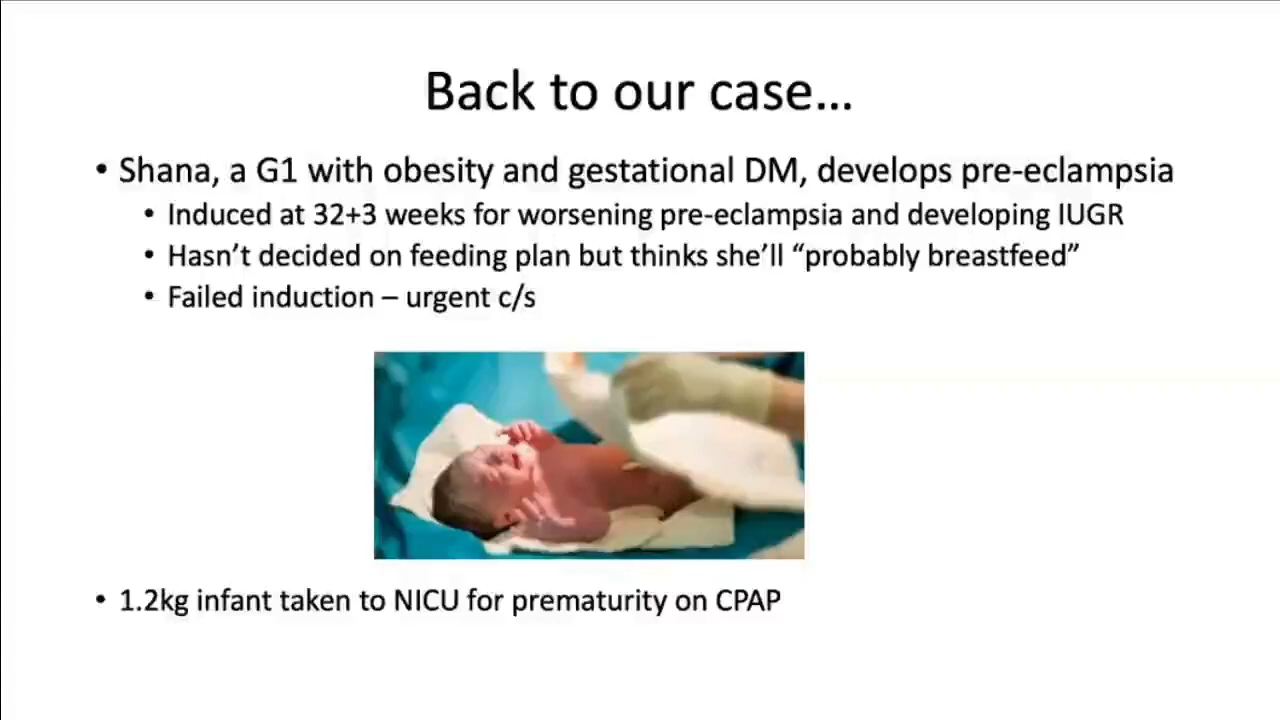 Back to our case...
• Shana, a G1 with obesity and gestational DM, develops pre-eclampsia
• Induced at 32+3 weeks for worsening pre-eclampsia and developing IUGR
• Hasn’t decided on feeding plan but thinks she’ll “probably breastfeed”
• Failed induction – urgent c/s
• 1.2kg infant taken to NICU for prematurity on CPAP